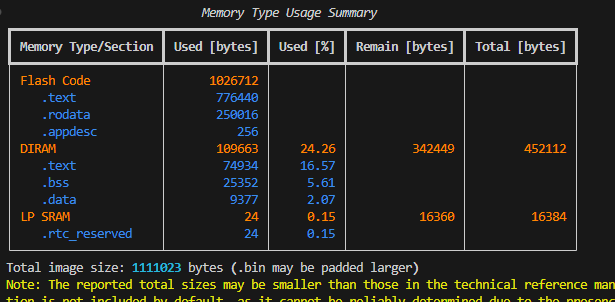 Memory Type Usage Summary
Memory Type/Section Used [bytes] Used [%] Remain [bytes] Total [bytes]
Flash Code 1026712
.text 776440
.rodata 250016
.appdesc 256
DIRAM 109663 24.26 342449 452112
.text 74934 16.57
.bss 25352 5.61
.data 9377 2.07
LP SRAM 24 0.15 16360 16384
.rtc_reserved 24 0.15
Total image size: 1111023 bytes (.bin may be padded larger)
Note: The reported total sizes may be smaller than those in the technical reference man
tion is not included by default, as it cannot be reliably determined due to the present